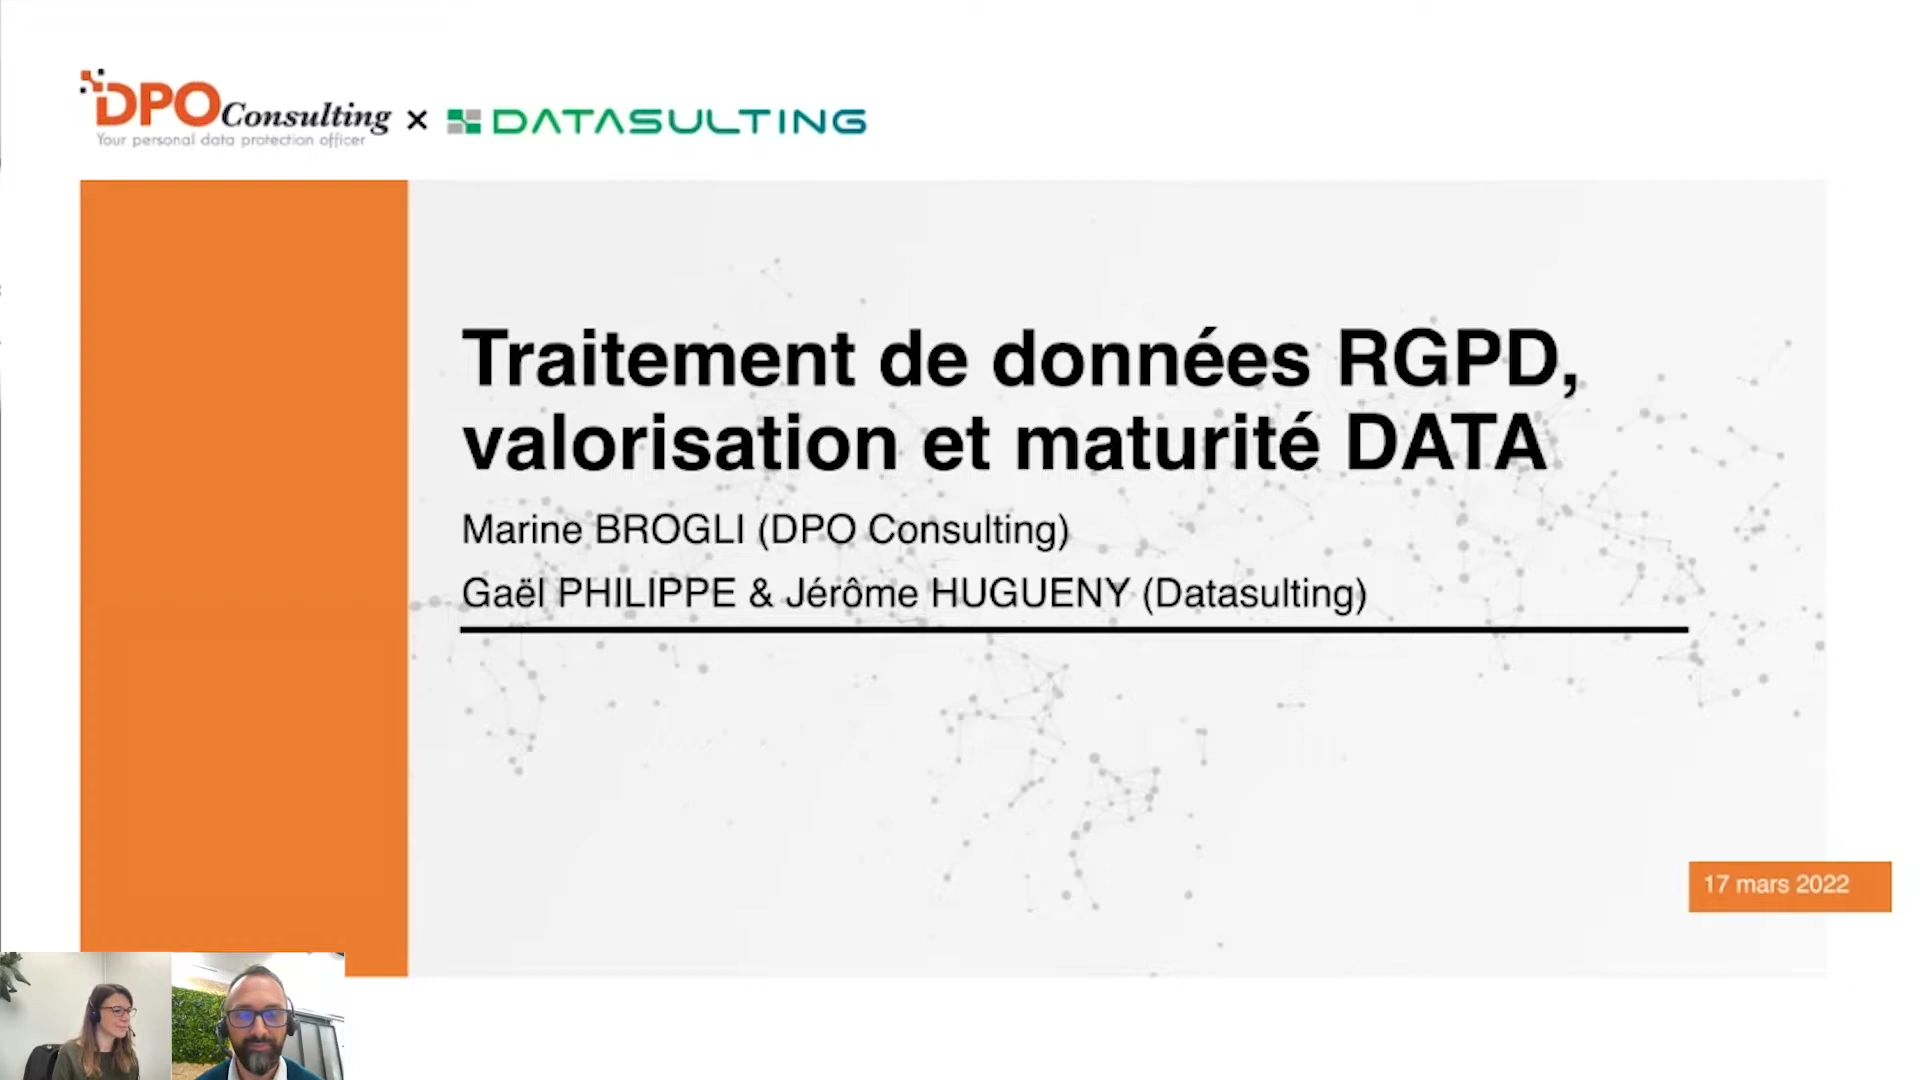 DPO Consulting × DATASULTING
Your personal data protection officer
Traitement de données RGPD,
valorisation et maturité DATA
Marine BROGLI (DPO Consulting)
Gaël PHILIPPE & Jérôme HUGUENY (Datasulting)
17 mars 2022